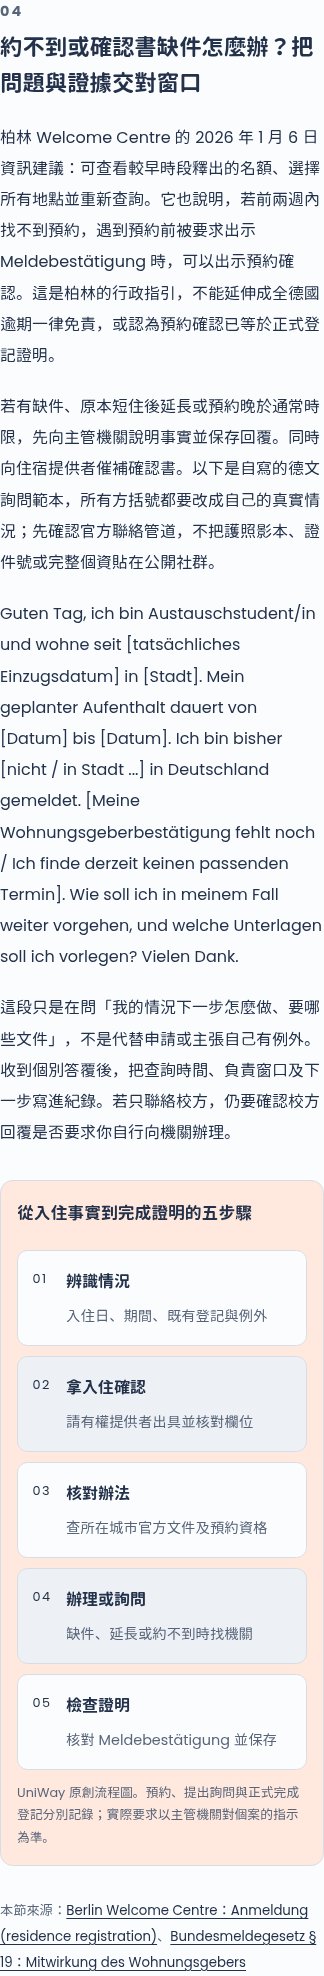 04
約不到或確認書缺件怎麼辦？把
問題與證據交對窗口
柏林 Welcome Centre 的 2026 年 1 月 6 日
資訊建議：可查看較早時段釋出的名額、選擇
所有地點並重新查詢。它也說明，若前兩週內
找不到預約，遇到預約前被要求出示
Meldebestätigung 時，可以出示預約確
認。這是柏林的行政指引，不能延伸成全德國
逾期一律免責，或認為預約確認已等於正式登
記證明。
若有缺件、原本短住後延長或預約晚於通常時
限，先向主管機關說明事實並保存回覆。同時
向住宿提供者催補確認書。以下是自寫的德文
詢問範本，所有方括號都要改成自己的真實情
況；先確認官方聯絡管道，不把護照影本、證
件號或完整個資貼在公開社群。
Guten Tag, ich bin Austauschstudent/in
und wohne seit [tatsächliches
Einzugsdatum] in [Stadt]. Mein
geplanter Aufenthalt dauert von
[Datum] bis [Datum]. Ich bin bisher
[nicht / in Stadt ...] in Deutschland
gemeldet. [Meine
Wohnungsgeberbestätigung fehlt noch
/ Ich finde derzeit keinen passenden
Termin]. Wie soll ich in meinem Fall
weiter vorgehen, und welche Unterlagen
soll ich vorlegen? Vielen Dank.
這段只是在問「我的情況下一步怎麼做、要哪
些文件」，不是代替申請或主張自己有例外。
收到個別答覆後，把查詢時間、負責窗口及下
一步寫進紀錄。若只聯絡校方，仍要確認校方
回覆是否要求你自行向機關辦理。
從入住事實到完成證明的五步驟
01 辨識情況
入住日、期間、既有登記與例外
02 拿入住確認
請有權提供者出具並核對欄位
03 核對辦法
查所在城市官方文件及預約資格
04 辦理或詢問
缺件、延長或約不到時找機關
05 檢查證明
核對 Meldebestätigung 並保存
UniWay 原創流程圖。預約、提出詢問與正式完成
登記分別記錄；實際要求以主管機關對個案的指示
為準。
本節來源：Berlin Welcome Centre：Anmeldung
(residence registration)、Bundesmeldegesetz §
19：Mitwirkung des Wohnungsgebers